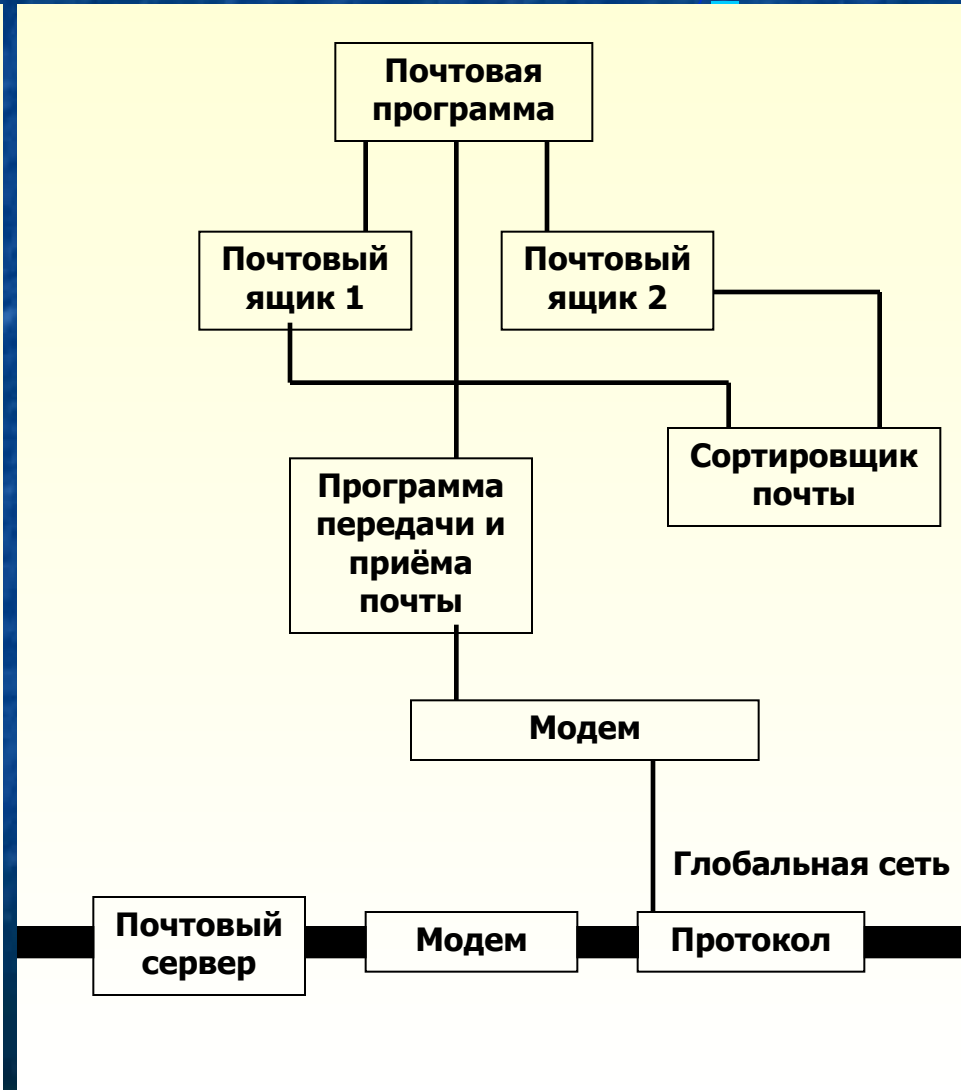 Почтовая
программа
Почтовый
ящик 1
Почтовый
ящик 2
Сортировщик
почты
Программа
передачи и
приёма
почты
Модем
Глобальная сеть
Почтовый
сервер
Модем
Протокол